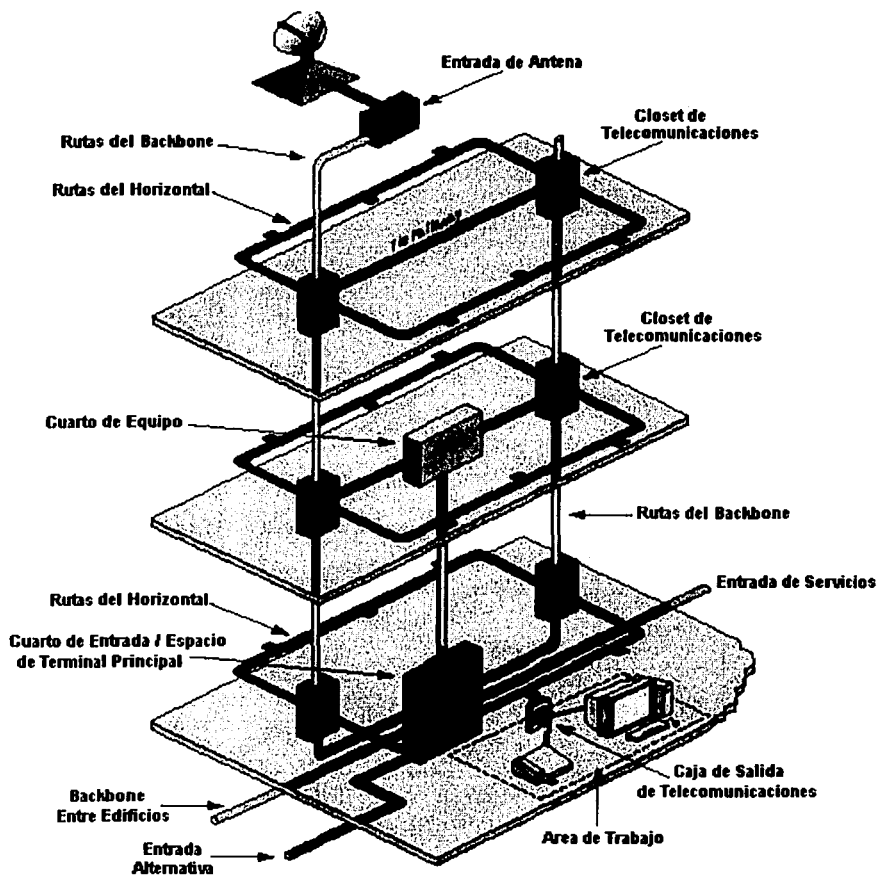 Entrada de Antena
Closet de
Telecomunicaciones
Rutas del Backbone
Rutas del Horizontal
Closet de
Telecomunicaciones
Cuarto de Equipo
Rutas del Backbone
Entrada de Servicios
Rutas del Horizontal
Cuarto de Entrada / Espacio
de Terminal Principal
Caja de Salida
de Telecomunicaciones
Backbone
Entre Edificios
Area de Trabajo
Entrada
Alternativa